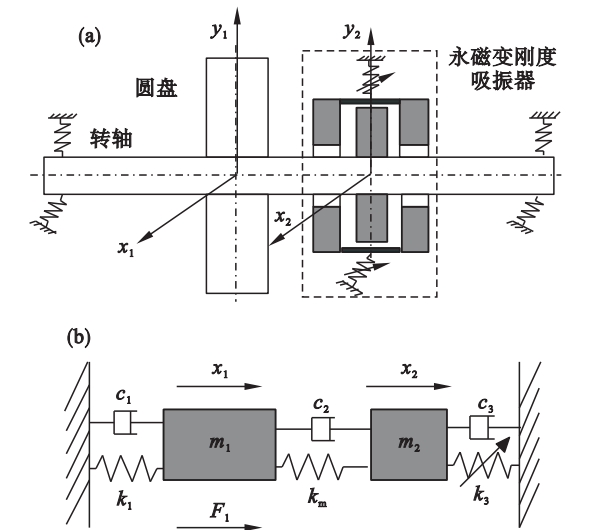 (a)
y₁
y₂
永磁变刚度
吸振器
圆盘
转轴
x₁
x₂
(b)
x₁
x₂
c₁
c₂
c₃
m₁
m₂
k₁
kₘ
k₃
F₁